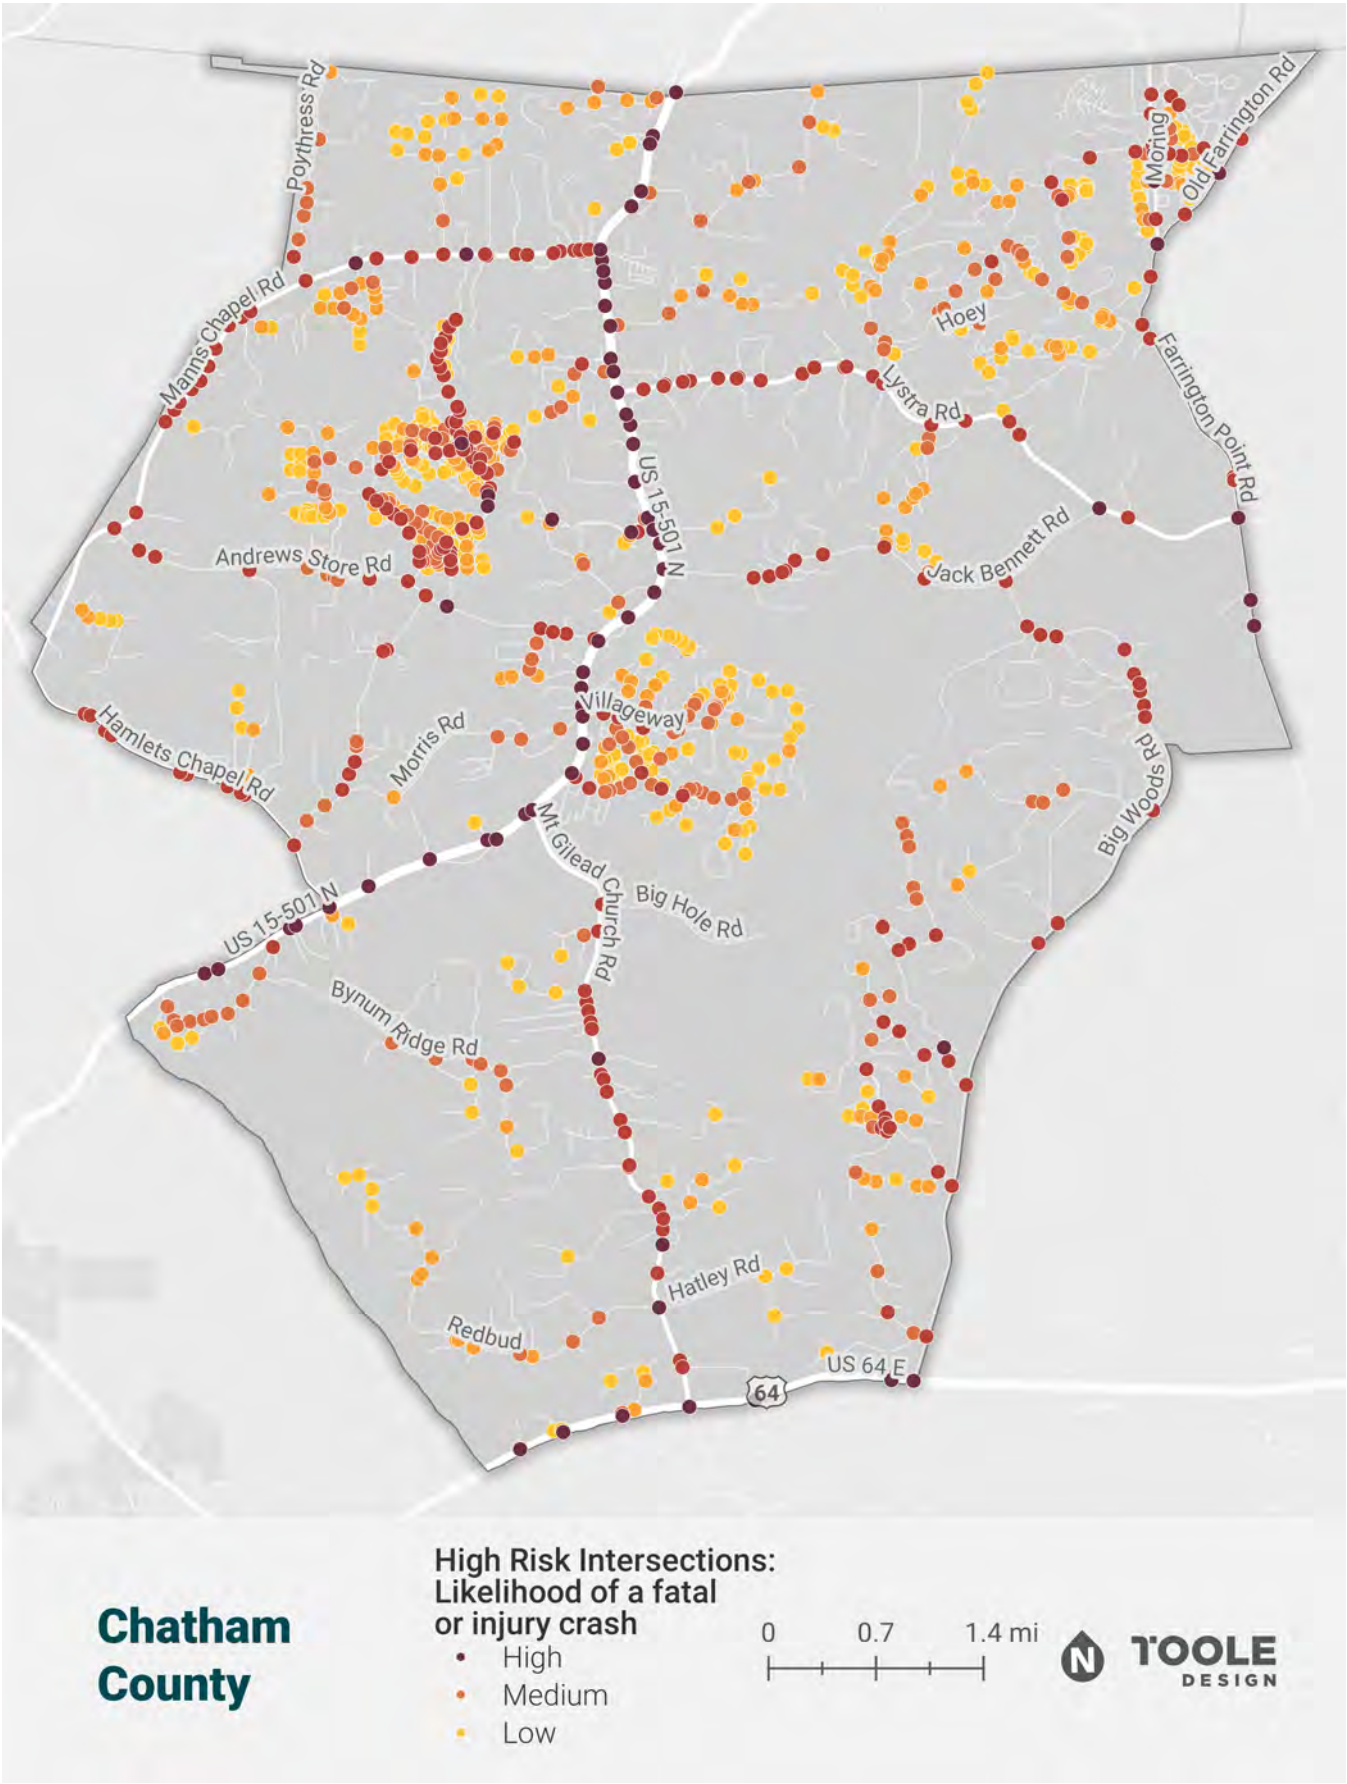 Poythress Rd
Moring
Old Farrington Rd
Manns Chapel Rd
Hoey
Farrington Point Rd
Lystra Rd
US 15-501 N
Andrews Store Rd
Jack Bennett Rd
Villageway
Hamlets Chapel Rd
Morris Rd
Big Woods Rd
Mt Gilead Church Rd
Big Hole Rd
US 15-501 N
Bynum Ridge Rd
Hatley Rd
Redbud
US 64 E
64
Chatham
County
High Risk Intersections:
Likelihood of a fatal
or injury crash
High
Medium
Low
0 0.7 1.4 mi
N
TOOLE
DESIGN